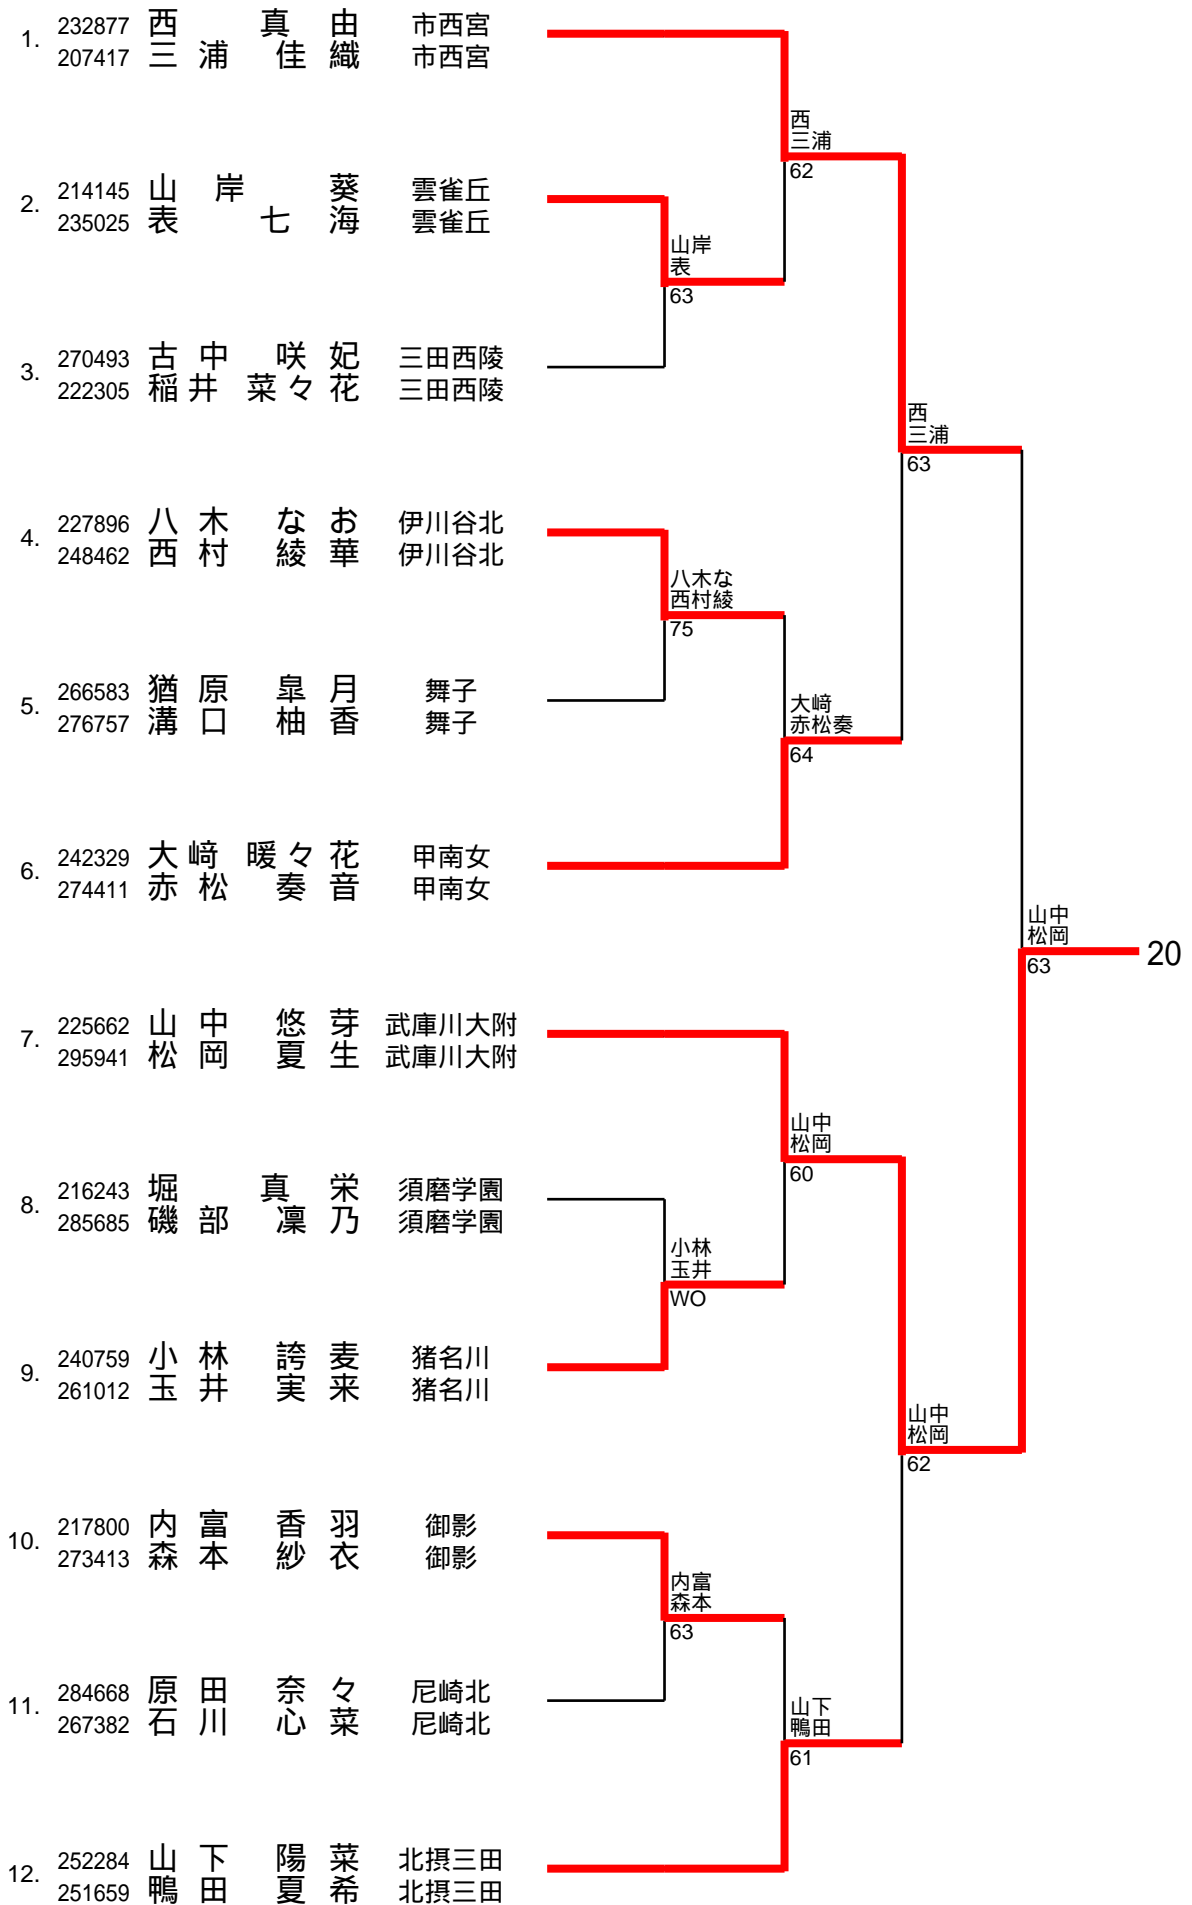 1. 232877 西 真 由 市西宮
207417 三 浦 佳 織 市西宮
西
三浦
62
2. 214145 山 岸 葵 雲雀丘
235025 表 七 海 雲雀丘
山岸
表
63
3. 270493 古 中 咲 妃 三田西陵
222305 稲 井 菜 々 花 三田西陵
西
三浦
63
4. 227896 八 木 な お 伊川谷北
248462 西 村 綾 華 伊川谷北
八木な
西村綾
75
5. 266583 猶 原 皐 月 舞子
276757 溝 口 柚 香 舞子
大﨑
赤松奏
64
6. 242329 大 﨑 暖 々 花 甲南女
274411 赤 松 奏 音 甲南女
山中
松岡
63
20
7. 225662 山 中 悠 芽 武庫川大附
295941 松 岡 夏 生 武庫川大附
山中
松岡
60
8. 216243 堀 真 栄 須磨学園
285685 磯 部 凜 乃 須磨学園
小林
玉井
WO
9. 240759 小 林 誇 麦 猪名川
261012 玉 井 実 来 猪名川
山中
松岡
62
10. 217800 内 富 香 羽 御影
273413 森 本 紗 衣 御影
内富
森本
63
11. 284668 原 田 奈 々 尼崎北
267382 石 川 心 菜 尼崎北
山下
鴨田
61
12. 252284 山 下 陽 菜 北摂三田
251659 鴨 田 夏 希 北摂三田